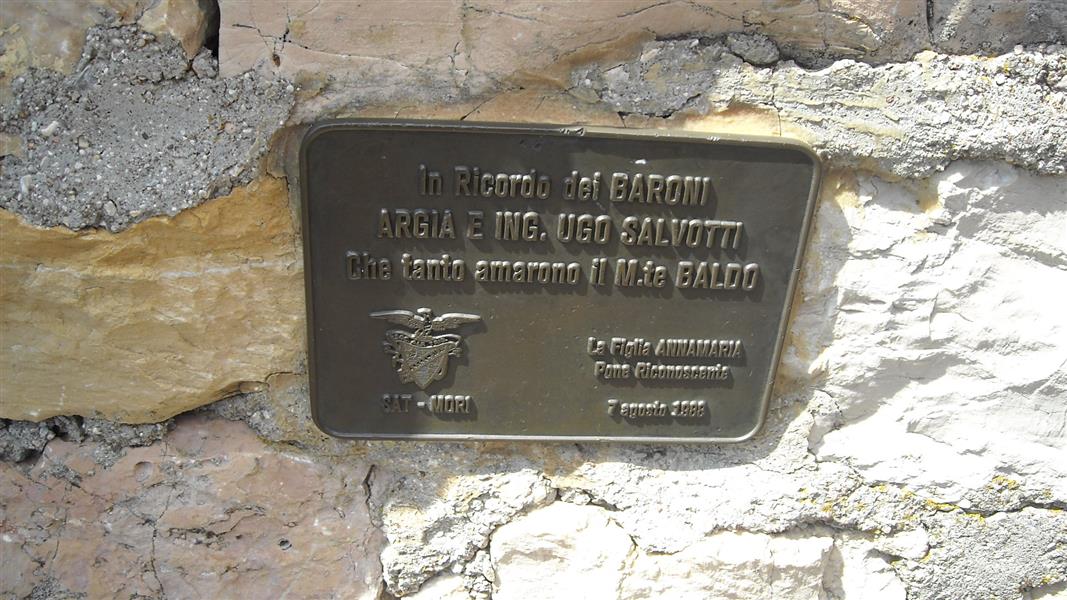 In Ricordo dei BARONI
ARGIA E ING. UGO SALVOTTI
Che tanto amarono il M.te BALDO
La Figlia ANNAMARIA
Pone Riconoscente
SAT - MORI
7 agosto 1988